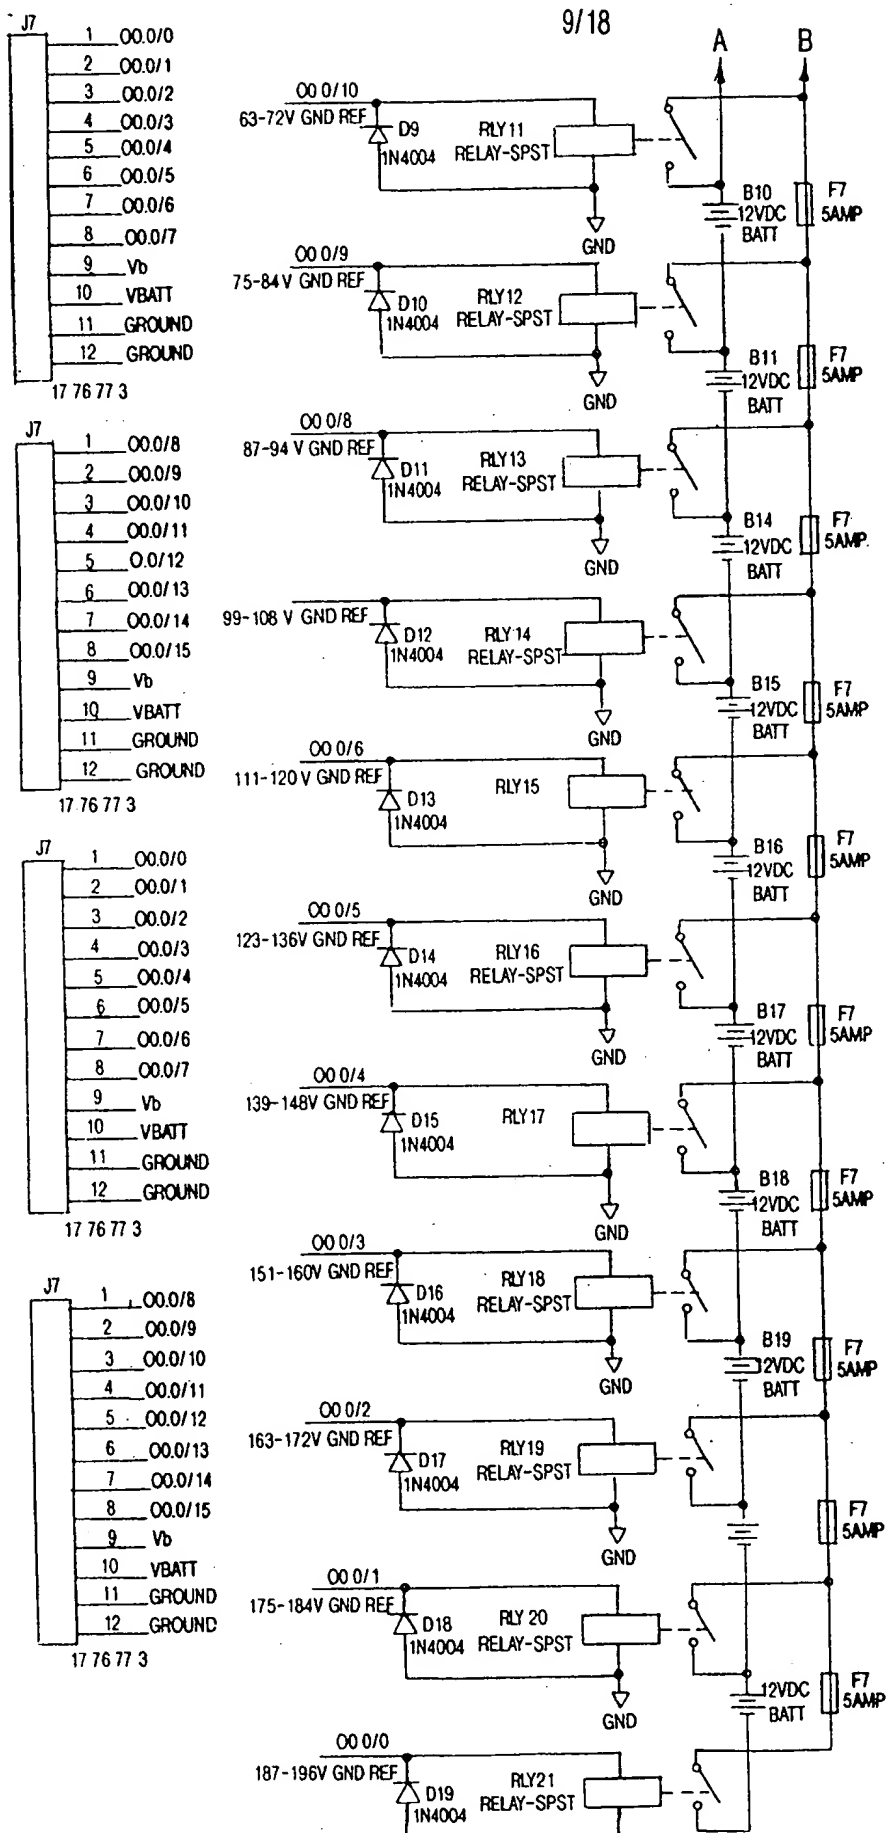 9/18
A
B
J7
1 O0.0/0
2 O0.0/1
3 O0.0/2
4 O0.0/3
5 O0.0/4
6 O0.0/5
7 O0.0/6
8 O0.0/7
9 Vb
10 VBATT
11 GROUND
12 GROUND
17 76 77 3
J7
1 O0.0/8
2 O0.0/9
3 O0.0/10
4 O0.0/11
5 O.0/12
6 O0.0/13
7 O0.0/14
8 O0.0/15
9 Vb
10 VBATT
11 GROUND
12 GROUND
17 76 77 3
J7
1 O0.0/0
2 O0.0/1
3 O0.0/2
4 O0.0/3
5 O0.0/4
6 O0.0/5
7 O0.0/6
8 O0.0/7
9 Vb
10 VBATT
11 GROUND
12 GROUND
17 76 77 3
J7
1 O0.0/8
2 O0.0/9
3 O0.0/10
4 O0.0/11
5 O0.0/12
6 O0.0/13
7 O0.0/14
8 O0.0/15
9 Vb
10 VBATT
11 GROUND
12 GROUND
17 76 77 3
O0 0/10
63-72V GND REF
D9
1N4004
RLY11
RELAY-SPST
GND
B10
12VDC
BATT
F7
5AMP
O0 0/9
75-84V GND REF
D10
1N4004
RLY12
RELAY-SPST
GND
B11
12VDC
BATT
F7
5AMP
O0 0/8
87-94 V GND REF
D11
1N4004
RLY13
RELAY-SPST
GND
B14
12VDC
BATT
F7
5AMP.
99-108 V GND REF
D12
1N4004
RLY 14
RELAY-SPST
GND
B15
12VDC
BATT
F7
5AMP
O0 0/6
111-120 V GND REF
D13
1N4004
RLY15
GND
B16
12VDC
BATT
F7
5AMP
O0 0/5
123-136V GND REF
D14
1N4004
RLY16
RELAY-SPST
GND
B17
12VDC
BATT
F7
5AMP
O0 0/4
139-148V GND REF
D15
1N4004
RLY17
GND
B18
12VDC
BATT
F7
5AMP
O0 0/3
151-160V GND REF
D16
1N4004
RLY18
RELAY-SPST
GND
B19
12VDC
BATT
F7
5AMP
O0 0/2
163-172V GND REF
D17
1N4004
RLY19
RELAY-SPST
GND
F7
5AMP
O0 0/1
175-184V GND REF
D18
1N4004
RLY 20
RELAY-SPST
GND
12VDC
BATT
F7
5AMP
O0 0/0
187-196V GND REF
D19
1N4004
RLY21
RELAY-SPST